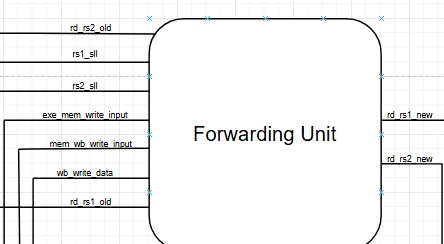 rd_rs2_old
rs1_sll
rs2_sll
exe_mem_write_input
mem_wb_write_input
wb_write_data
rd_rs1_old
Forwarding Unit
rd_rs1_new
rd_rs2_new